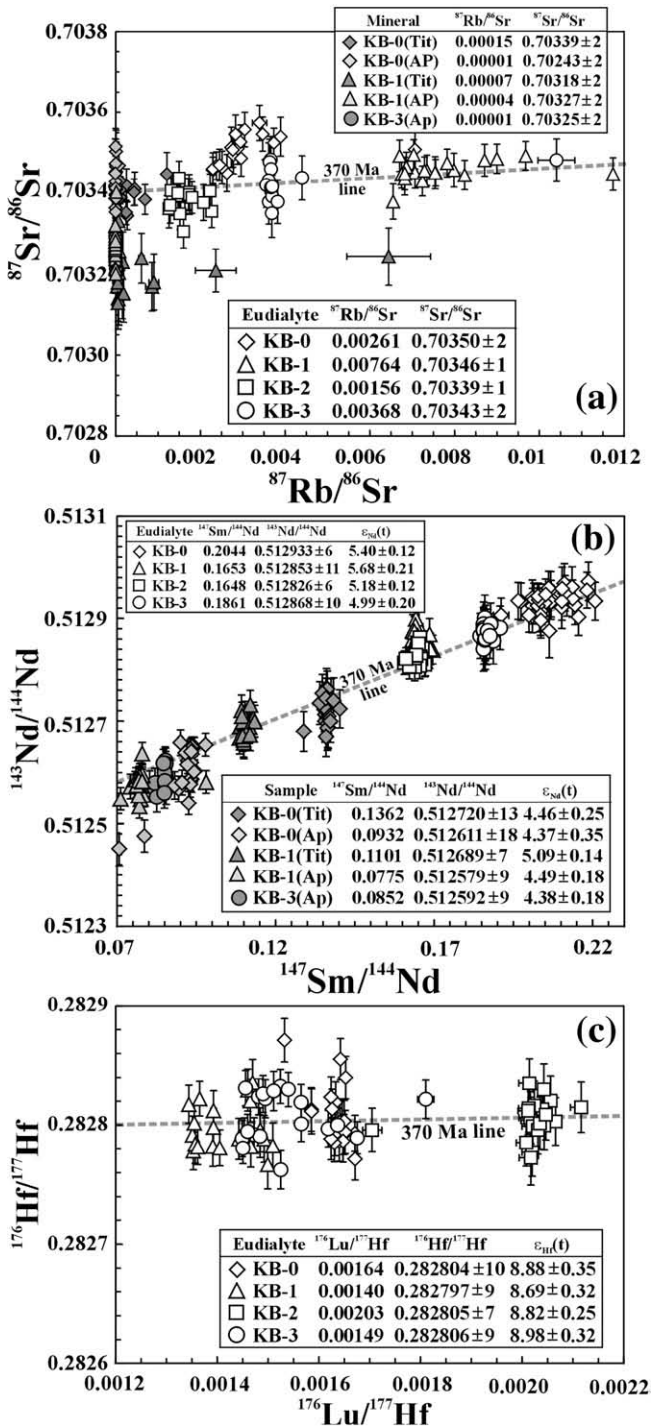 (a)
Mineral ⁸⁷Rb/⁸⁶Sr ⁸⁷Sr/⁸⁶Sr
KB-0(Tit) 0.00015 0.70339±2
KB-0(AP) 0.00001 0.70243±2
KB-1(Tit) 0.00007 0.70318±2
KB-1(AP) 0.00004 0.70327±2
KB-3(Ap) 0.00001 0.70325±2
0.7038
0.7036
0.7034
0.7032
0.7030
0.7028
⁸⁷Sr/⁸⁶Sr
370 Ma
line
Eudialyte ⁸⁷Rb/⁸⁶Sr ⁸⁷Sr/⁸⁶Sr
KB-0 0.00261 0.70350±2
KB-1 0.00764 0.70346±1
KB-2 0.00156 0.70339±1
KB-3 0.00368 0.70343±2
0 0.002 0.004 0.006 0.008 0.01 0.012
⁸⁷Rb/⁸⁶Sr
(b)
Eudialyte ¹⁴⁷Sm/¹⁴⁴Nd ¹⁴³Nd/¹⁴⁴Nd εNd(t)
KB-0 0.2044 0.512933±6 5.40±0.12
KB-1 0.1653 0.512853±11 5.68±0.21
KB-2 0.1648 0.512826±6 5.18±0.12
KB-3 0.1861 0.512868±10 4.99±0.20
0.5131
0.5129
0.5127
0.5125
0.5123
¹⁴³Nd/¹⁴⁴Nd
370 Ma
line
Sample ¹⁴⁷Sm/¹⁴⁴Nd ¹⁴³Nd/¹⁴⁴Nd εNd(t)
KB-0(Tit) 0.1362 0.512720±13 4.46±0.25
KB-0(Ap) 0.0932 0.512611±18 4.37±0.35
KB-1(Tit) 0.1101 0.512689±7 5.09±0.14
KB-1(Ap) 0.0775 0.512579±9 4.49±0.18
KB-3(Ap) 0.0852 0.512592±9 4.38±0.18
0.07 0.12 0.17 0.22
¹⁴⁷Sm/¹⁴⁴Nd
(c)
0.2829
0.2828
0.2827
0.2826
¹⁷⁶Hf/¹⁷⁷Hf
370 Ma line
Eudialyte ¹⁷⁶Lu/¹⁷⁷Hf ¹⁷⁶Hf/¹⁷⁷Hf εHf(t)
KB-0 0.00164 0.282804±10 8.88±0.35
KB-1 0.00140 0.282797±9 8.69±0.32
KB-2 0.00203 0.282805±7 8.82±0.25
KB-3 0.00149 0.282806±9 8.98±0.32
0.0012 0.0014 0.0016 0.0018 0.0020 0.0022
¹⁷⁶Lu/¹⁷⁷Hf